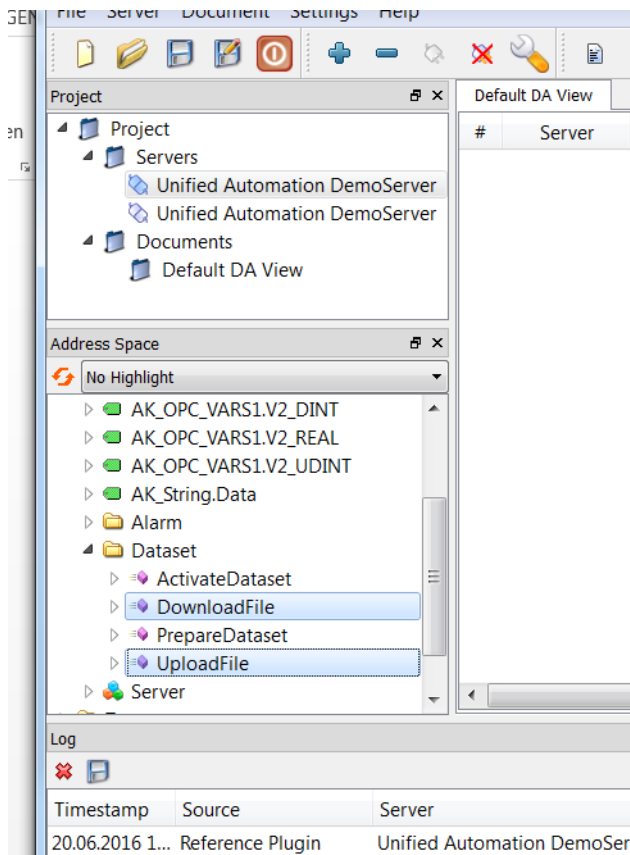 File Server Document Settings Help
Project
Default DA View
# Server
Project
Servers
Unified Automation DemoServer
Unified Automation DemoServer
Documents
Default DA View
Address Space
No Highlight
AK_OPC_VARS1.V2_DINT
AK_OPC_VARS1.V2_REAL
AK_OPC_VARS1.V2_UDINT
AK_String.Data
Alarm
Dataset
ActivateDataset
DownloadFile
PrepareDataset
UploadFile
Server
Log
Timestamp Source Server
20.06.2016 1... Reference Plugin Unified Automation DemoSer